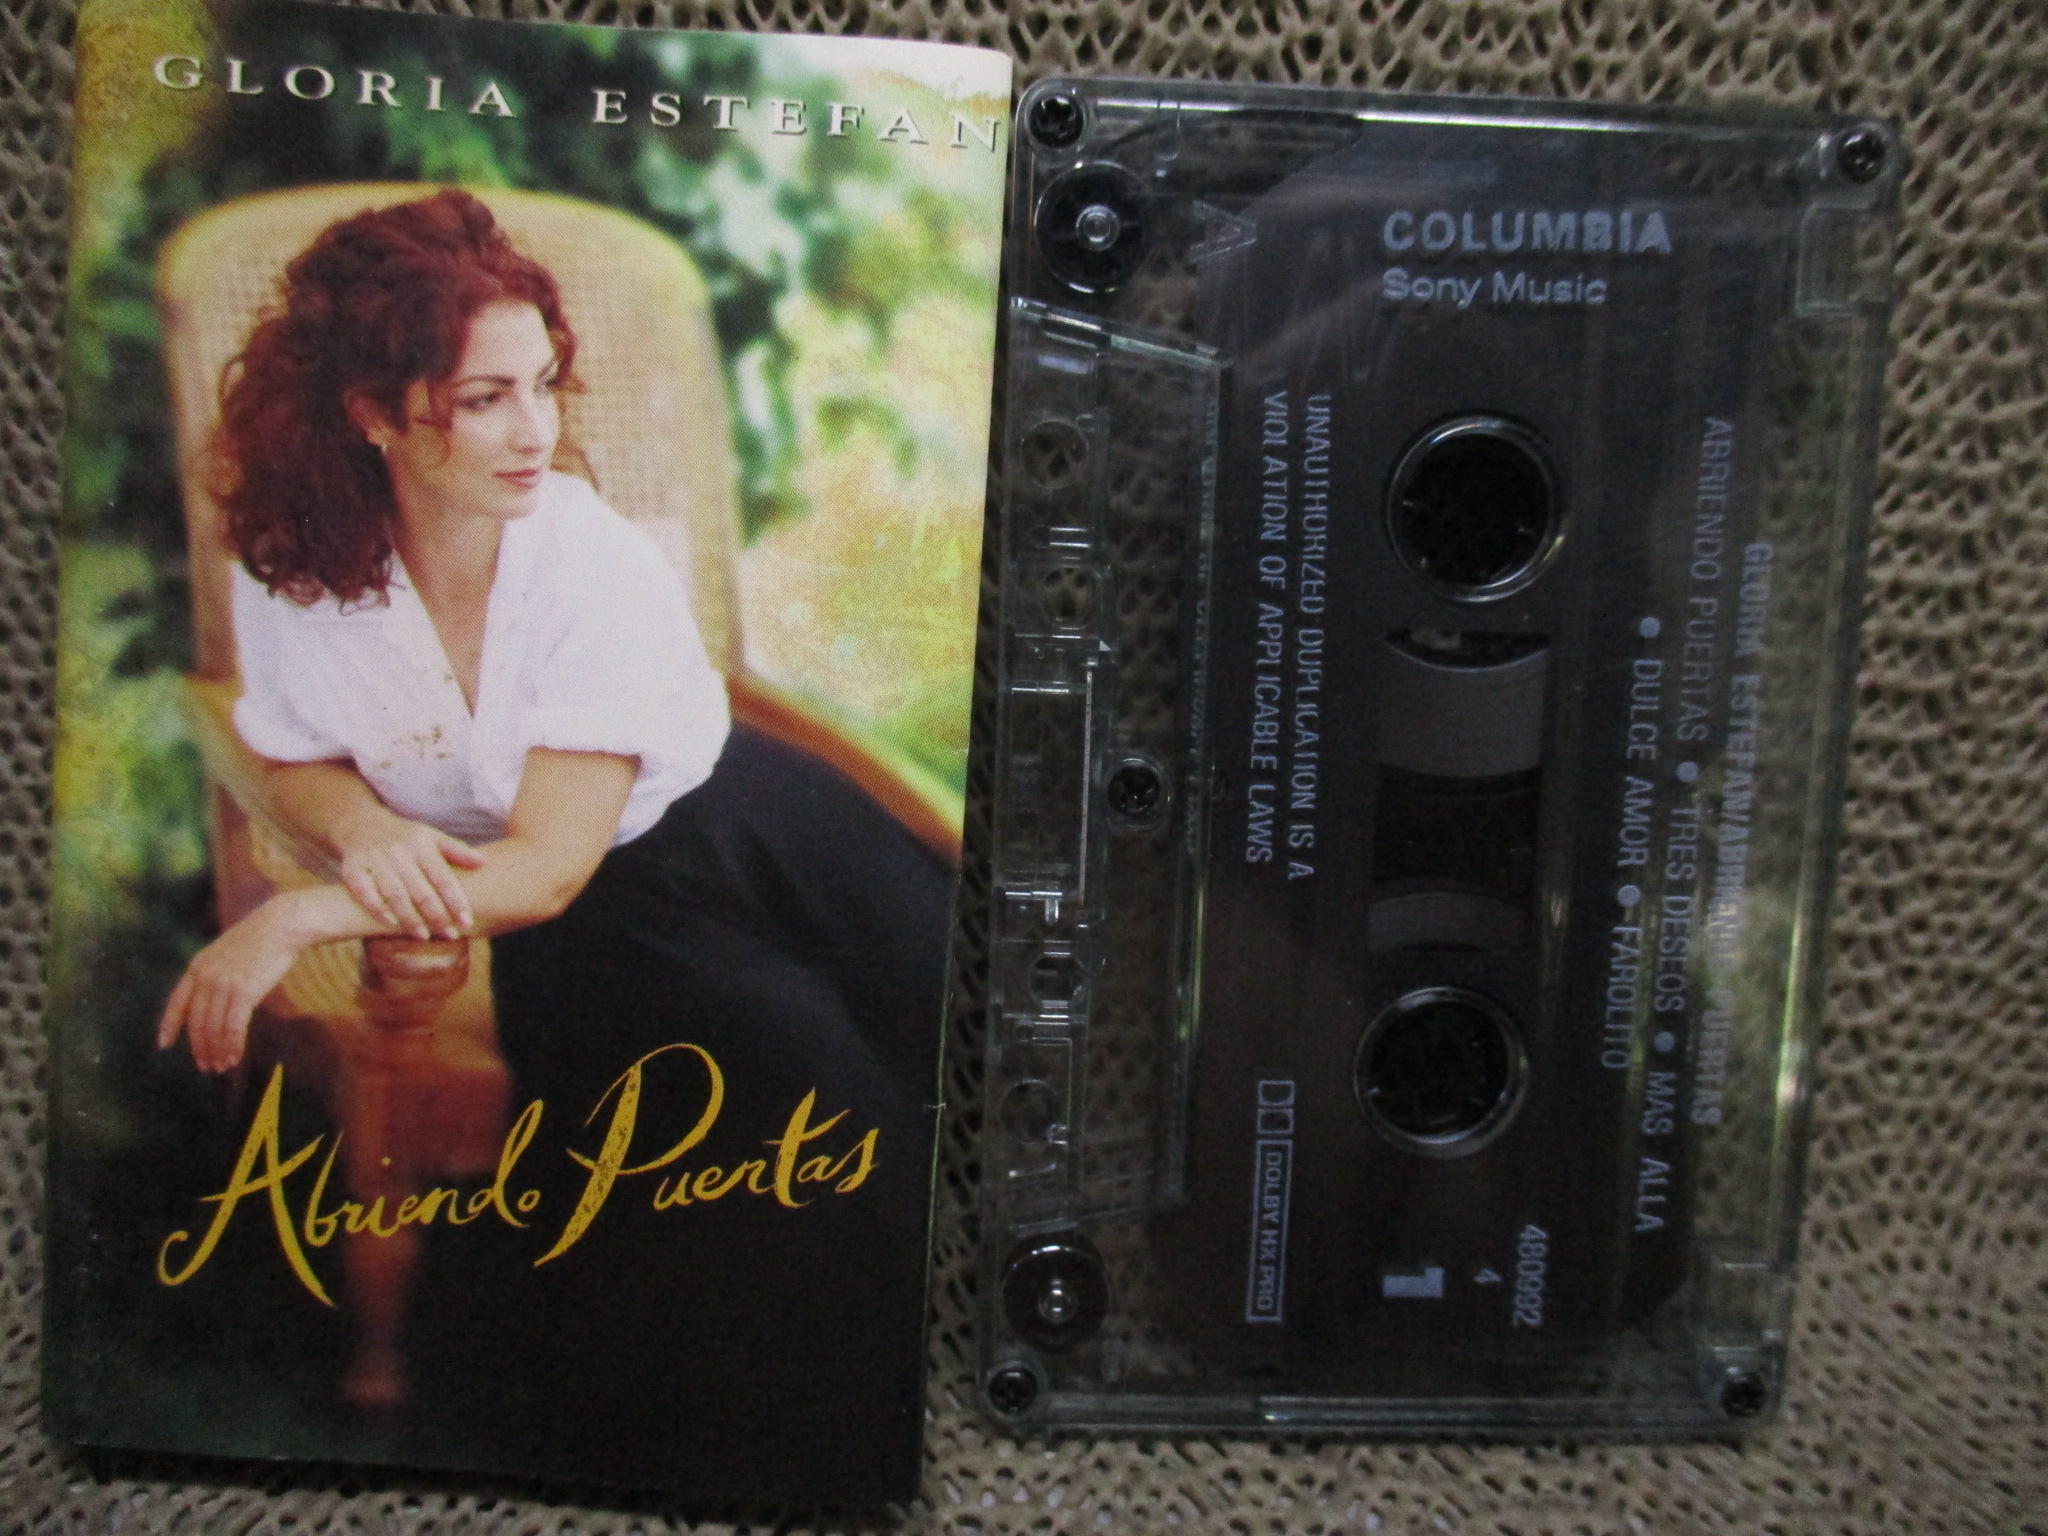 GLORIA ESTEFAN
Abriendo Puertas
COLUMBIA
Sony Music
GLORIA ESTEFAN/ABRIENDO PUERTAS
ABRIENDO PUERTAS ● TRES DESEOS ● MAS ALLA
● DULCE AMOR ● FAROLITO
UNAUTHORIZED DUPLICATION IS A
VIOLATION OF APPLICABLE LAWS
DOLBY HX PRO
480992
4
1
A